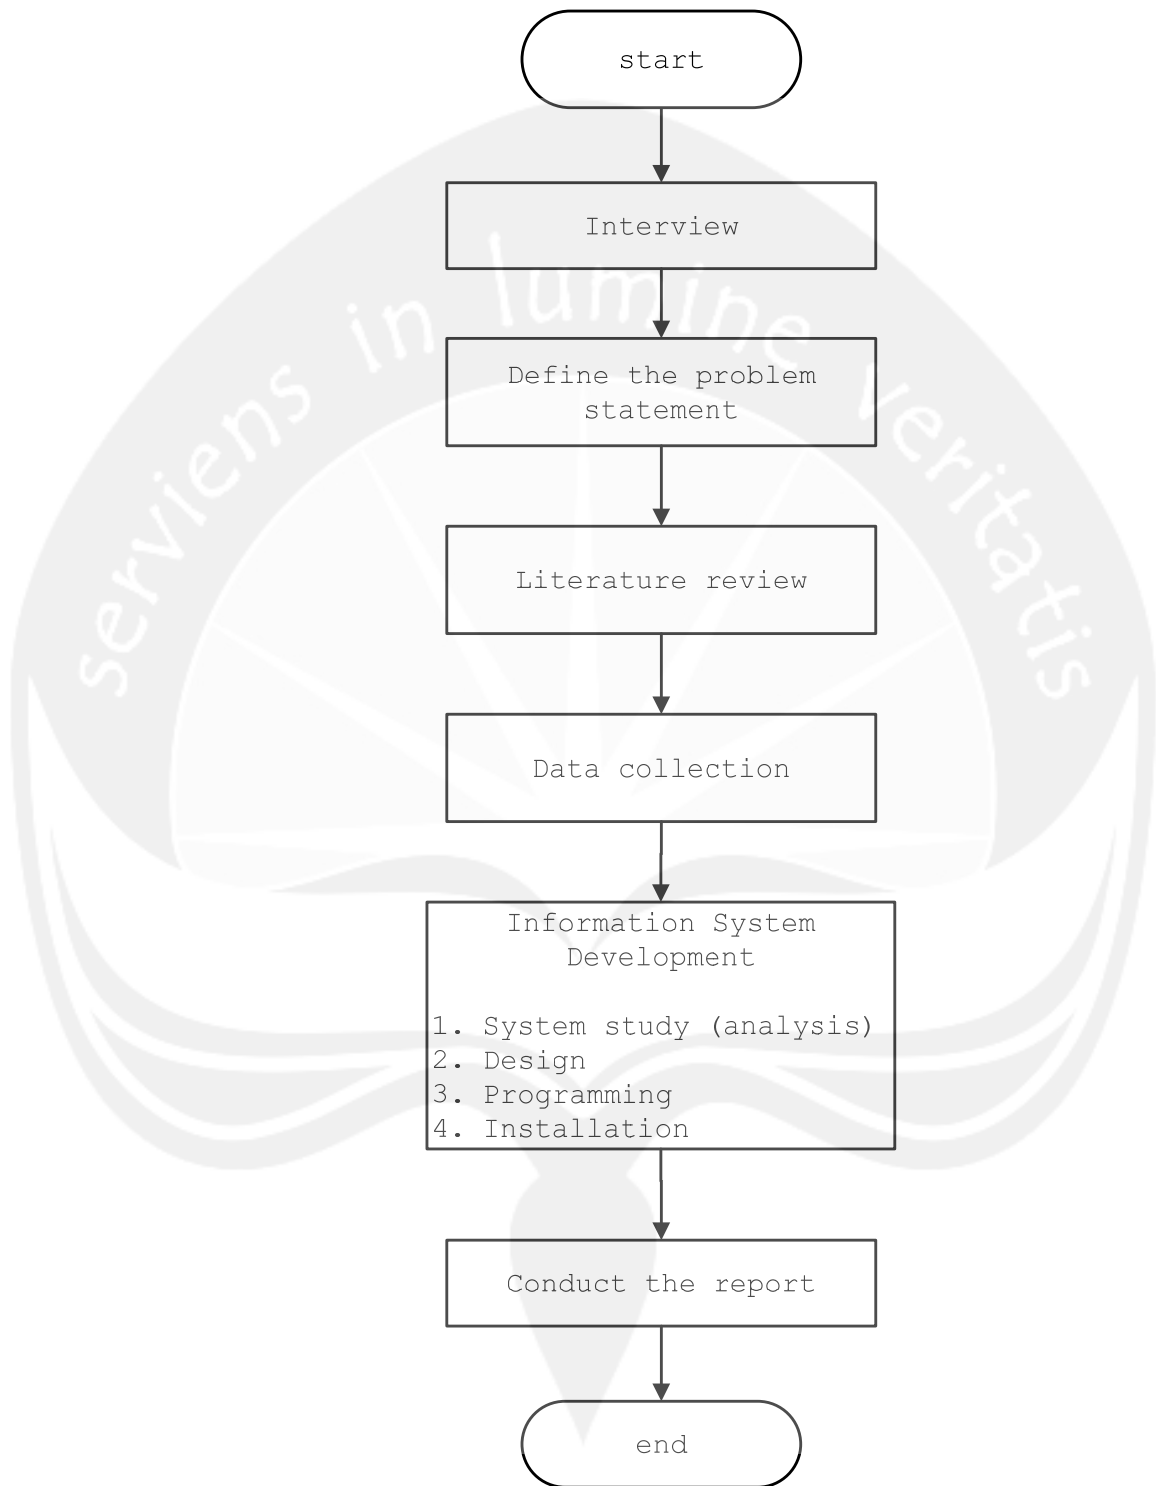 start
Interview
Define the problem
statement
Literature review
Data collection
Information System
Development
1. System study (analysis)
2. Design
3. Programming
4. Installation
Conduct the report
end
serviens in lumine veritatis